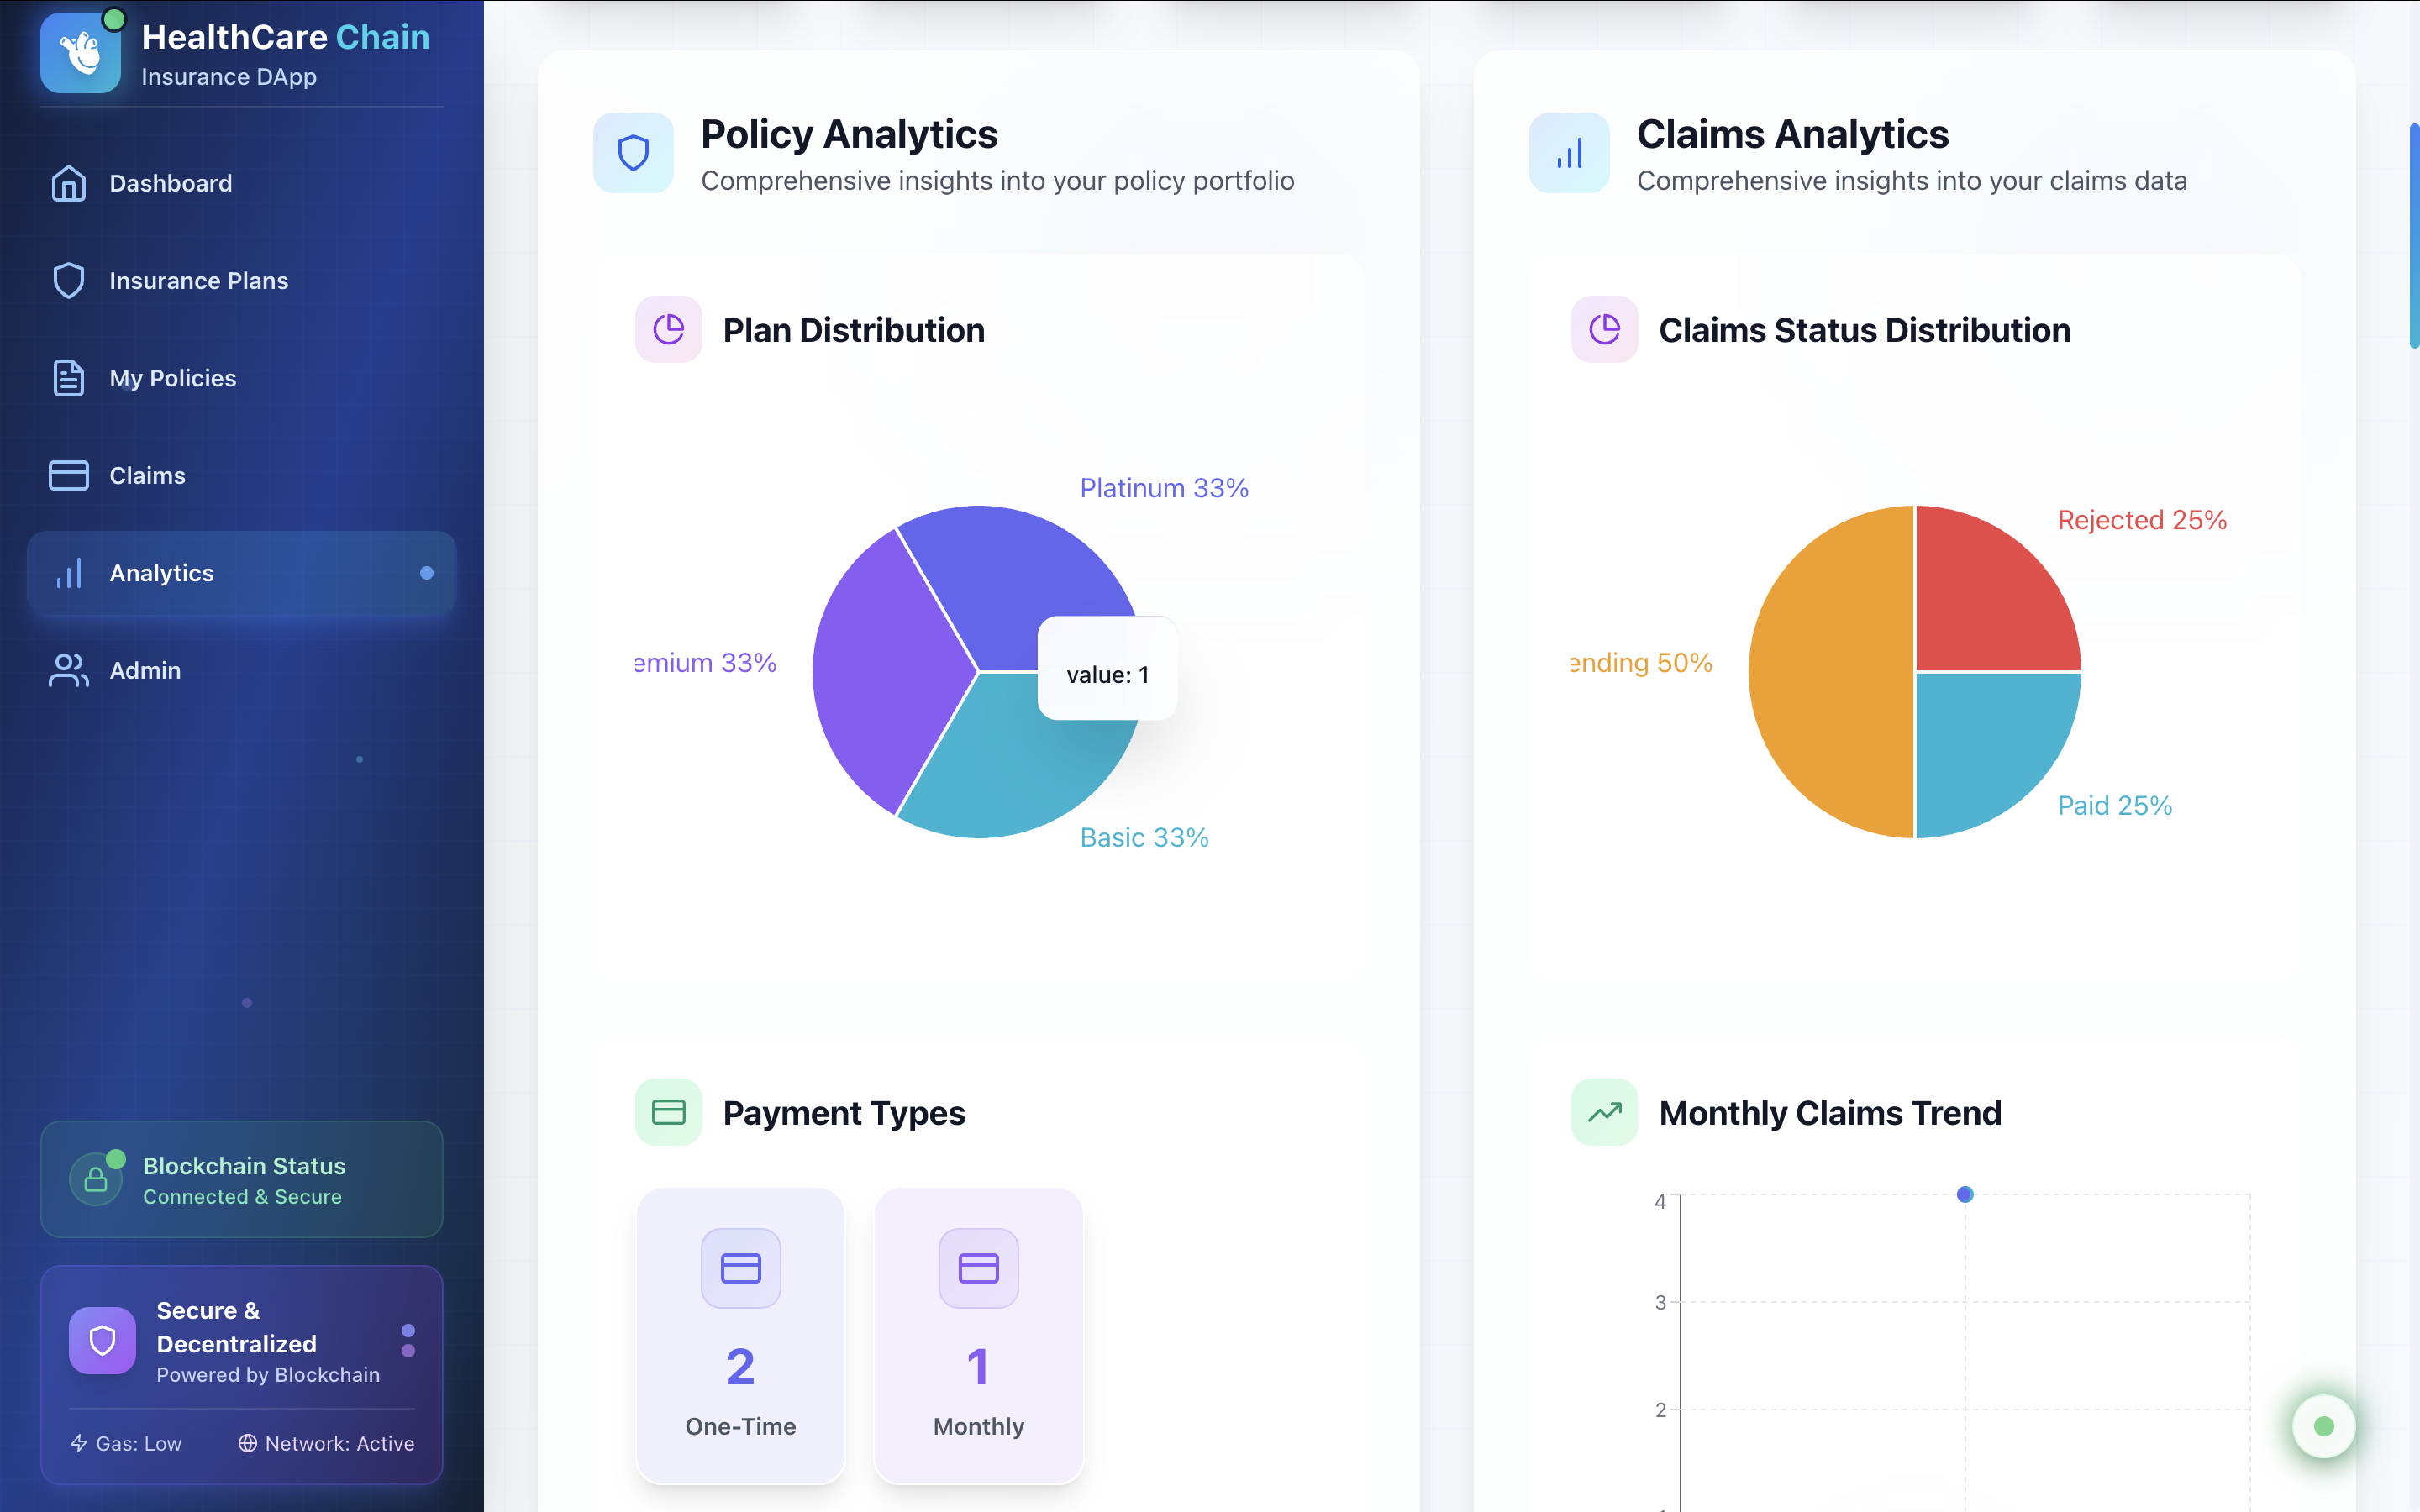 HealthCare Chain
Insurance DApp
Dashboard
Insurance Plans
My Policies
Claims
Analytics
Admin
Blockchain Status
Connected & Secure
Secure &
Decentralized
Powered by Blockchain
Gas: Low
Network: Active
Policy Analytics
Comprehensive insights into your policy portfolio
Plan Distribution
Platinum 33%
emium 33%
value: 1
Basic 33%
Payment Types
2
One-Time
1
Monthly
Claims Analytics
Comprehensive insights into your claims data
Claims Status Distribution
Rejected 25%
ending 50%
Paid 25%
Monthly Claims Trend
4
3
2